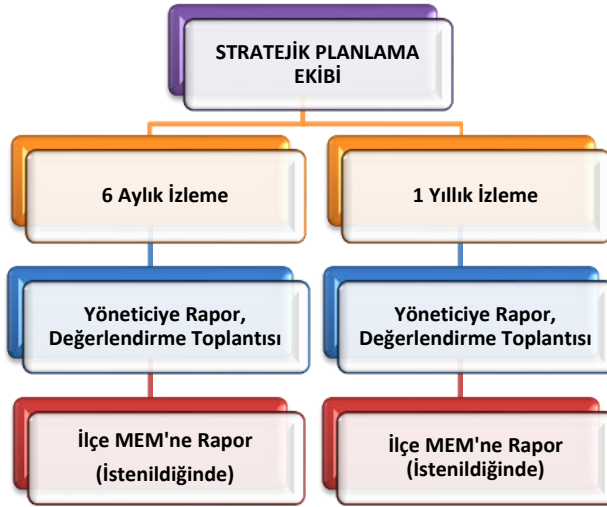 STRATEJİK PLANLAMA
EKİBİ
6 Aylık İzleme
1 Yıllık İzleme
Yöneticiye Rapor,
Değerlendirme Toplantısı
Yöneticiye Rapor,
Değerlendirme Toplantısı
İlçe MEM'ne Rapor
(İstenildiğinde)
İlçe MEM'ne Rapor
(İstenildiğinde)